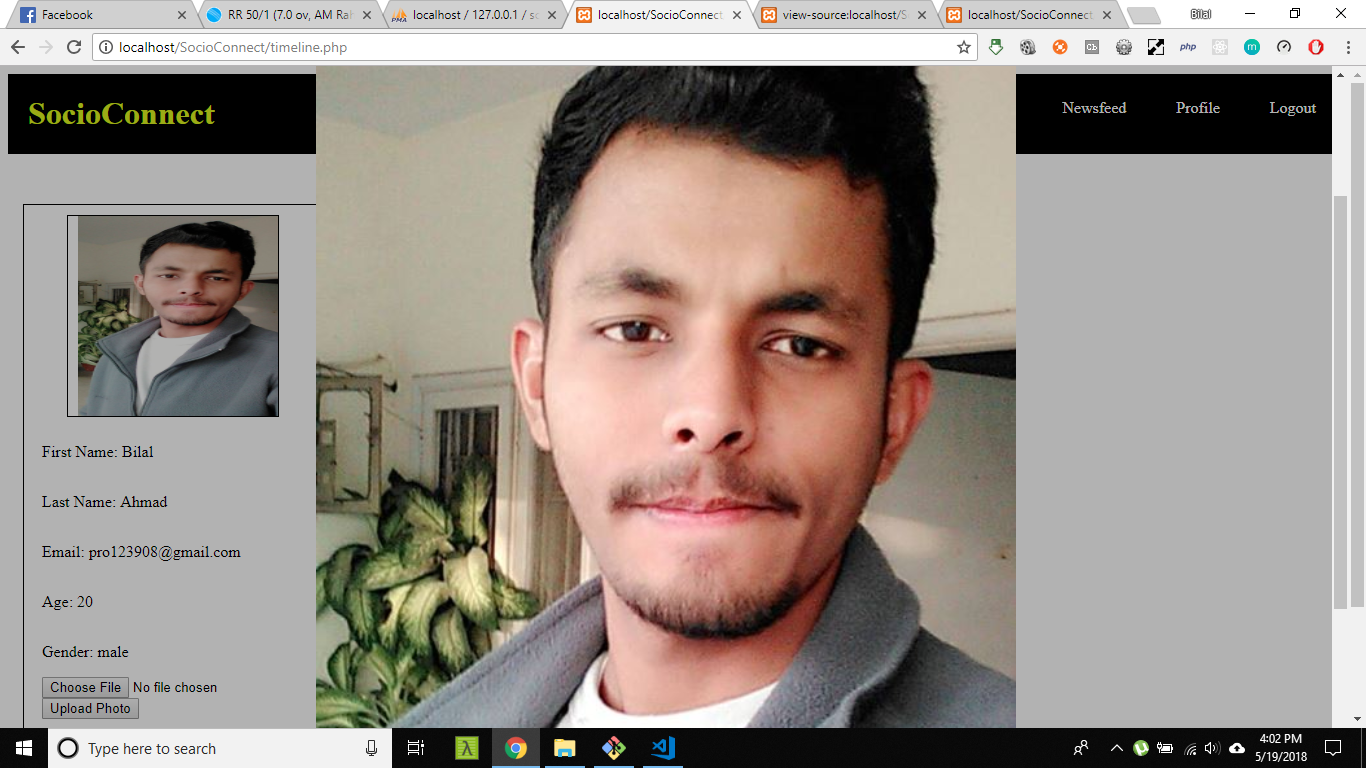 Facebook
RR 50/1 (7.0 ov, AM Rah
localhost / 127.0.0.1 / so
localhost/SocioConnect
view-source:localhost/S
localhost/SocioConnect
Bilal
localhost/SocioConnect/timeline.php
Cb
php
m
SocioConnect
Newsfeed
Profile
Logout
First Name: Bilal
Last Name: Ahmad
Email: pro123908@gmail.com
Age: 20
Gender: male
Choose File No file chosen
Upload Photo
Type here to search
4:02 PM
5/19/2018